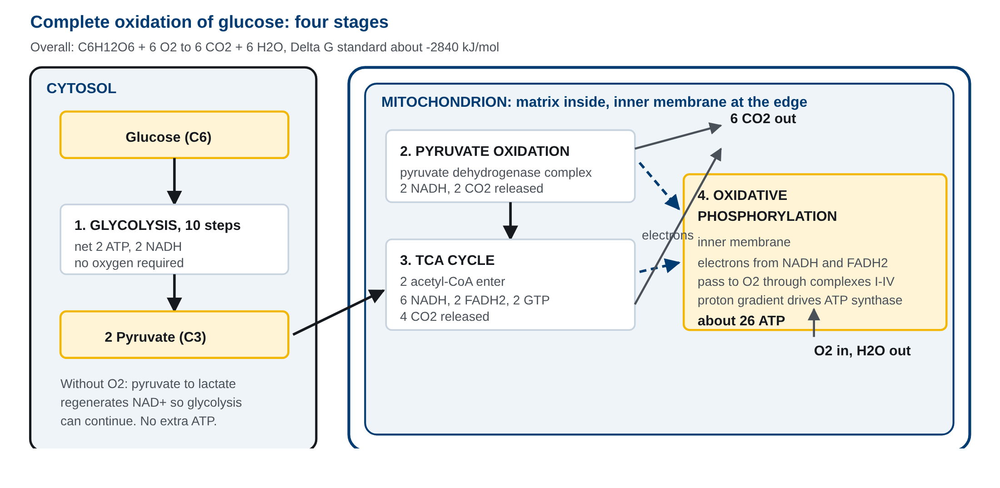 Complete oxidation of glucose: four stages
Overall: C6H12O6 + 6 O2 to 6 CO2 + 6 H2O, Delta G standard about -2840 kJ/mol
CYTOSOL
Glucose (C6)
1. GLYCOLYSIS, 10 steps
net 2 ATP, 2 NADH
no oxygen required
2 Pyruvate (C3)
Without O2: pyruvate to lactate
regenerates NAD+ so glycolysis
can continue. No extra ATP.
MITOCHONDRION: matrix inside, inner membrane at the edge
6 CO2 out
2. PYRUVATE OXIDATION
pyruvate dehydrogenase complex
2 NADH, 2 CO2 released
3. TCA CYCLE
2 acetyl-CoA enter
6 NADH, 2 FADH2, 2 GTP
4 CO2 released
electrons
4. OXIDATIVE
PHOSPHORYLATION
inner membrane
electrons from NADH and FADH2
pass to O2 through complexes I-IV
proton gradient drives ATP synthase
about 26 ATP
O2 in, H2O out